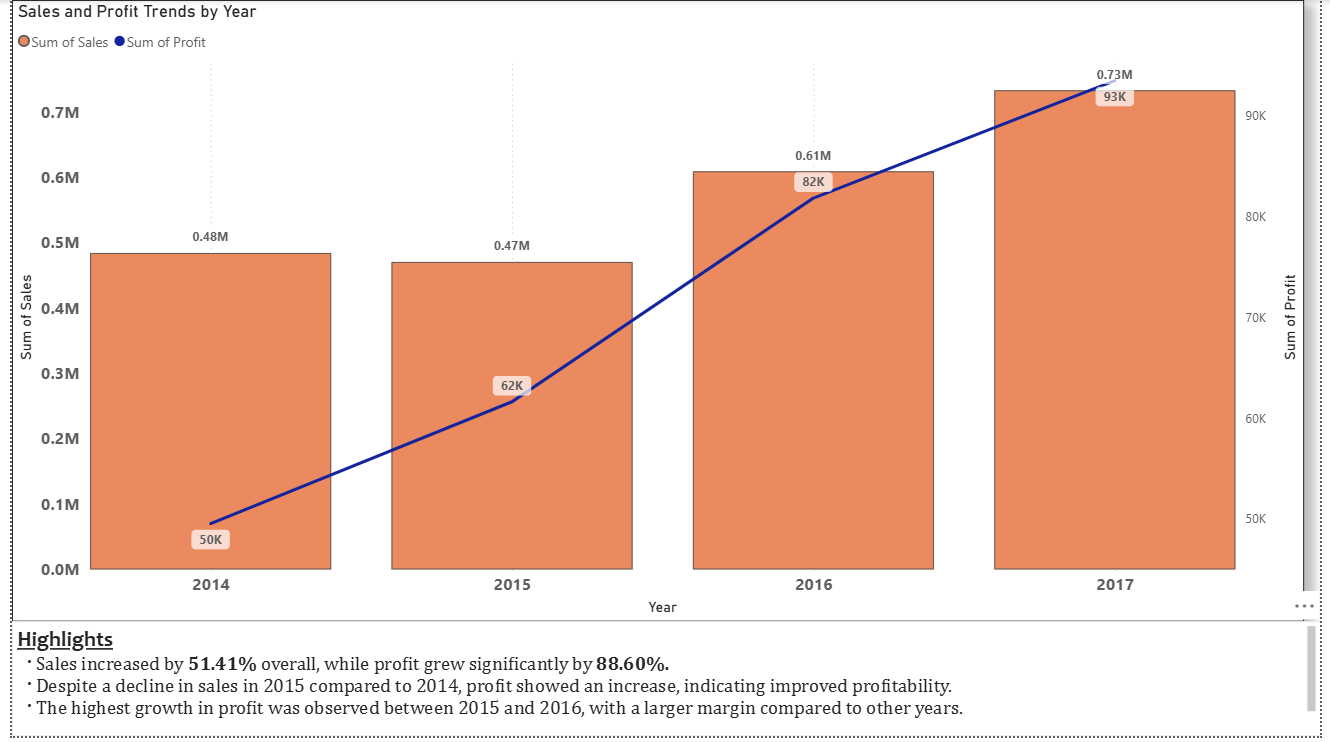 Sales and Profit Trends by Year
Sum of Sales Sum of Profit
0.7M
0.6M
0.5M
0.4M
0.3M
0.2M
0.1M
0.0M
Sum of Sales
0.48M
0.47M
0.61M
0.73M
50K
62K
82K
93K
90K
80K
70K
60K
50K
Sum of Profit
2014 2015 2016 2017
Year
Highlights
· Sales increased by 51.41% overall, while profit grew significantly by 88.60%.
· Despite a decline in sales in 2015 compared to 2014, profit showed an increase, indicating improved profitability.
· The highest growth in profit was observed between 2015 and 2016, with a larger margin compared to other years.